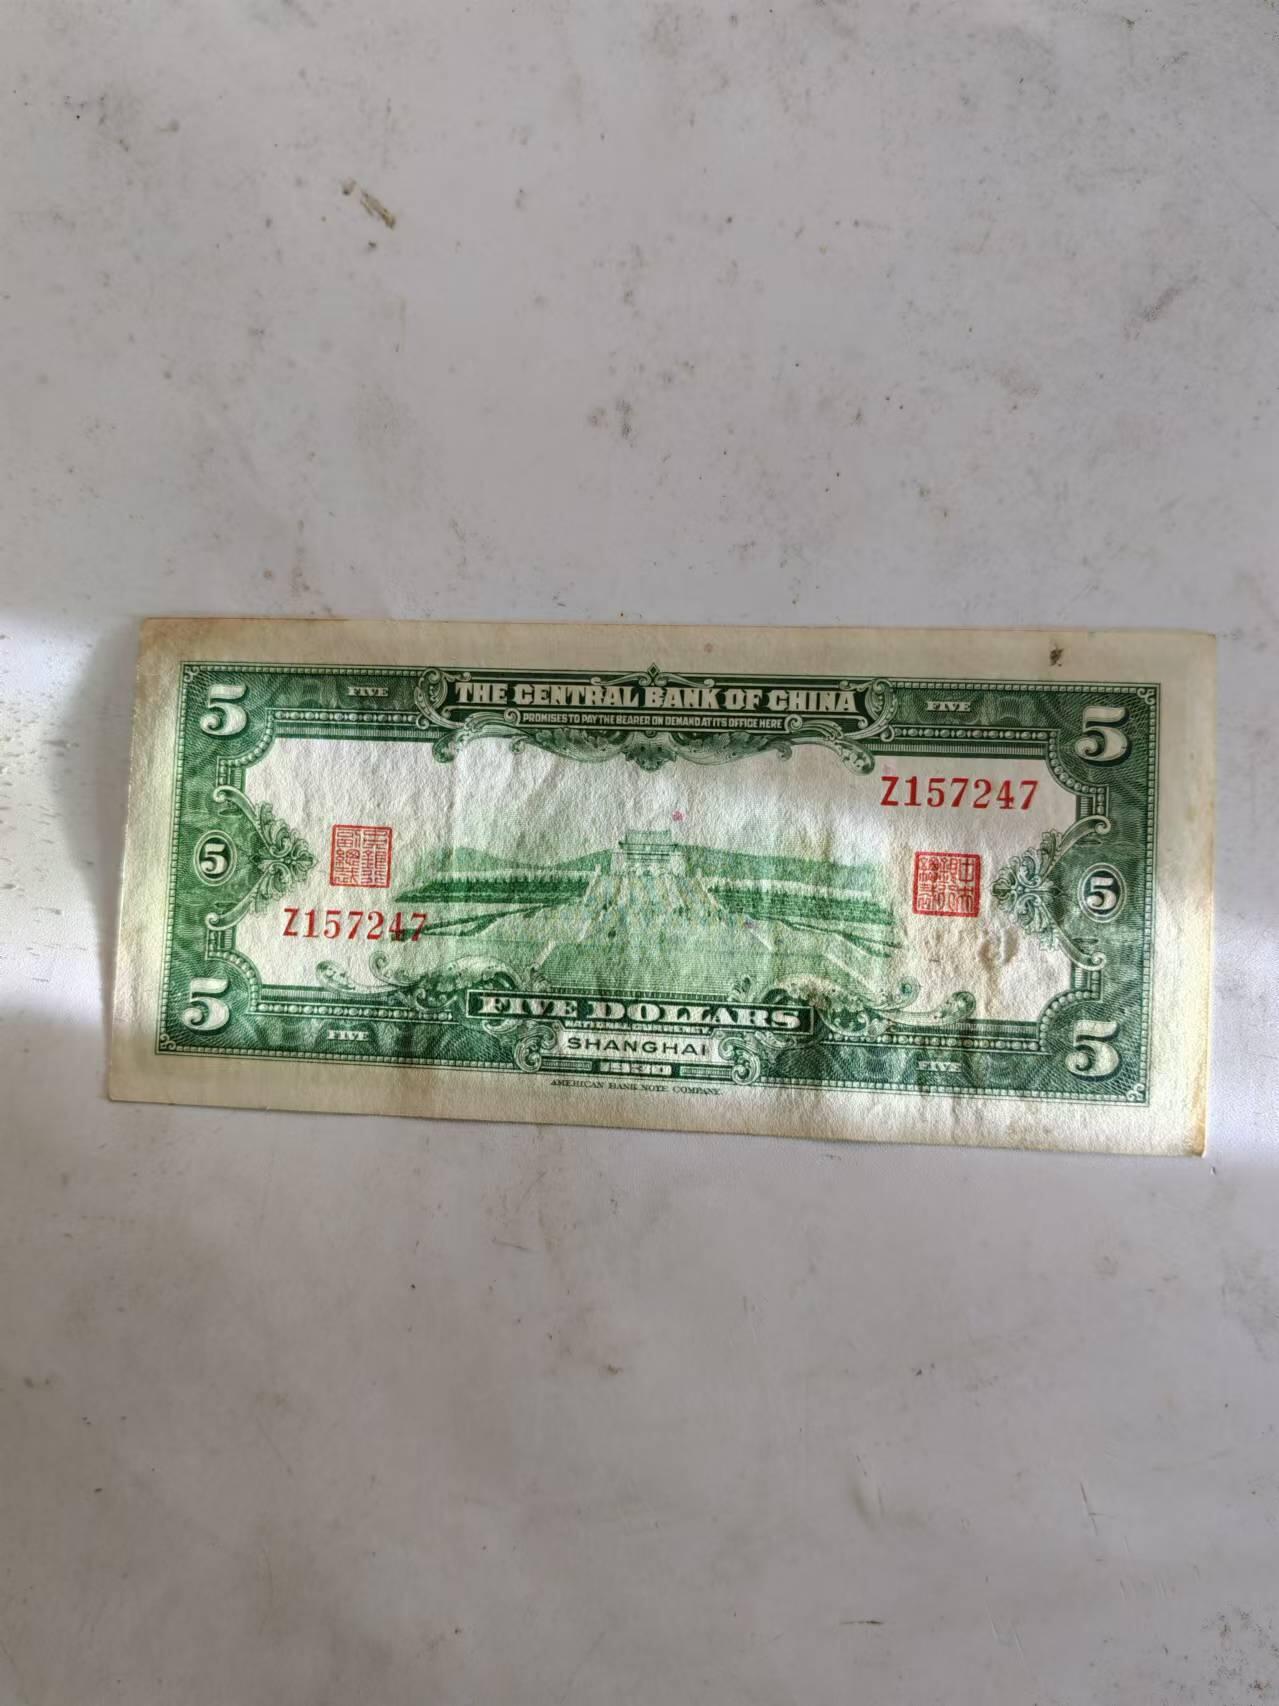 5
FIVE
THE CENTRAL BANK OF CHINA
FIVE
5
PROMISES TO PAY THE BEARER ON DEMAND AT ITS OFFICE HERE
Z157247
5
5
Z157247
5
FIVE DOLLARS
NATIONAL CURRENCY
SHANGHAI
1930
FIVE
FIVE
5
AMERICAN BANK NOTE COMPANY.